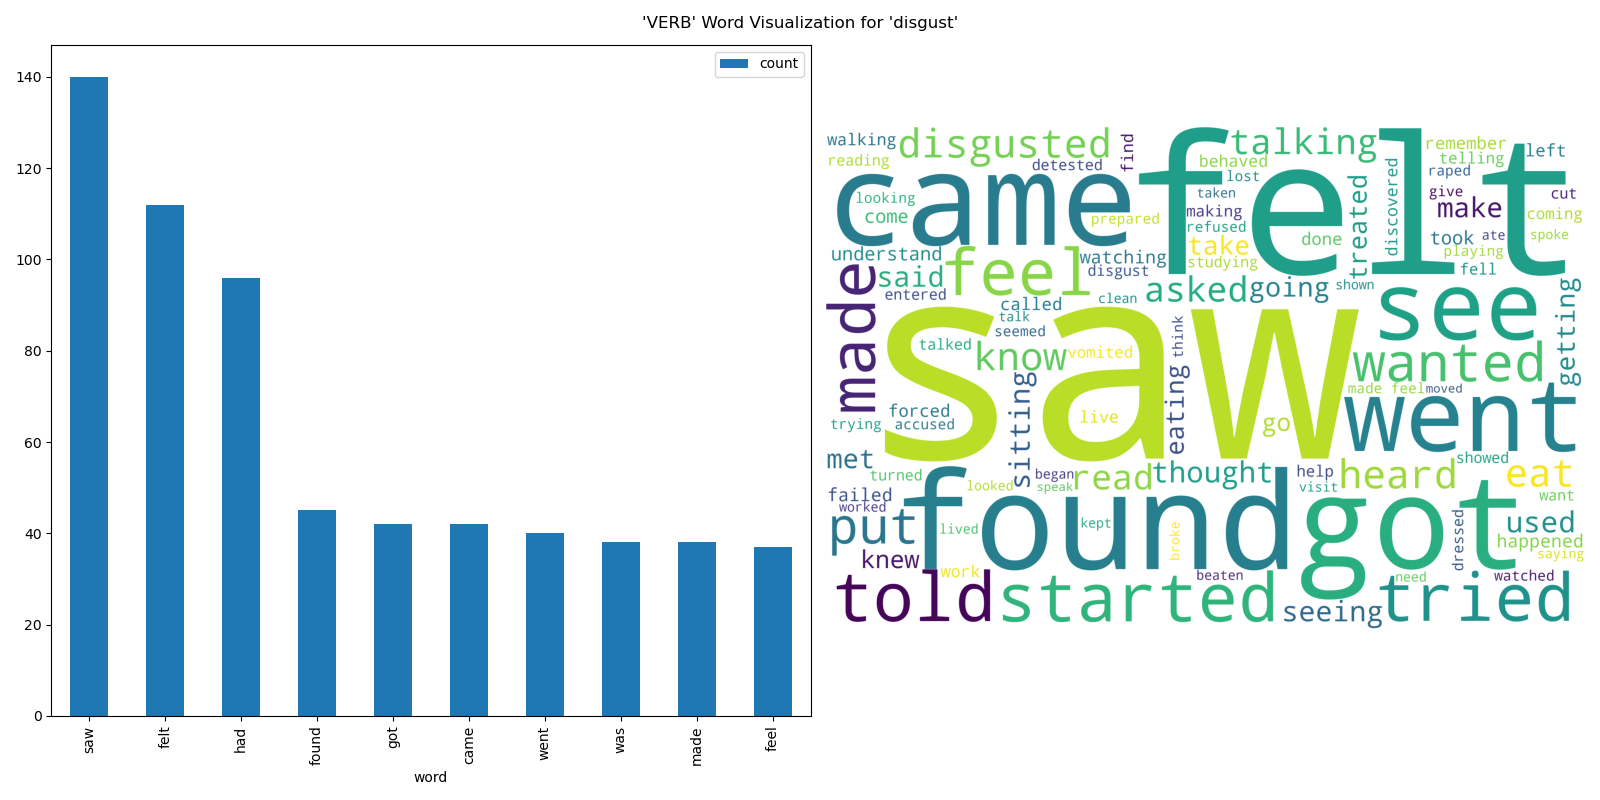 'VERB' Word Visualization for 'disgust'
count
140
120
100
80
60
40
20
0
saw
felt
had
found
got
came
went
was
made
feel
word
walking
disgusted
find
talking
remember
left
reading
detested
behaved
telling
came
felt
lost
raped
looking
taken
give
cut
come
prepared
making
treated
discovered
make
coming
refused
took
ate
spoke
understand
feel
watching
take
done
playing
said
disgust
studying
fell
made
entered
called
clean
asked
going
shown
see
getting
talk
seemed
saw
talked
know
vomited
think
wanted
sitting
eating
made feel
moved
forced
live
go
went
trying
accused
met
turned
began
read
thought
help
heard
showed
eat
looked
speak
visit
want
failed
worked
found
got
put
lived
kept
dressed
used
broke
happened
knew
saying
work
beaten
need
watched
told
started
seeing
tried